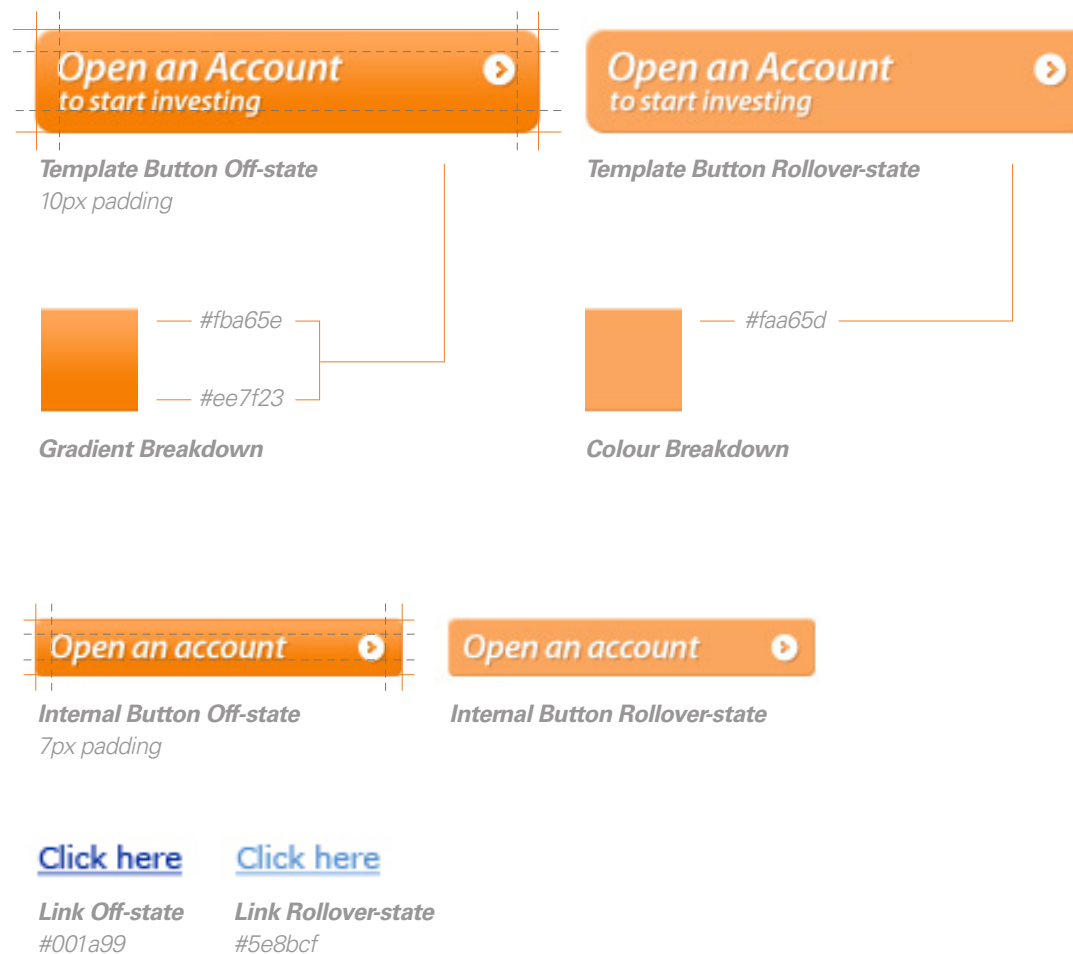 Open an Account
to start investing
Open an Account
to start investing
Template Button Off-state
10px padding
Template Button Rollover-state
#fba65e
#ee7f23
#faa65d
Gradient Breakdown
Colour Breakdown
Open an account
Open an account
Internal Button Off-state
7px padding
Internal Button Rollover-state
Click here
Click here
Link Off-state
#001a99
Link Rollover-state
#5e8bcf